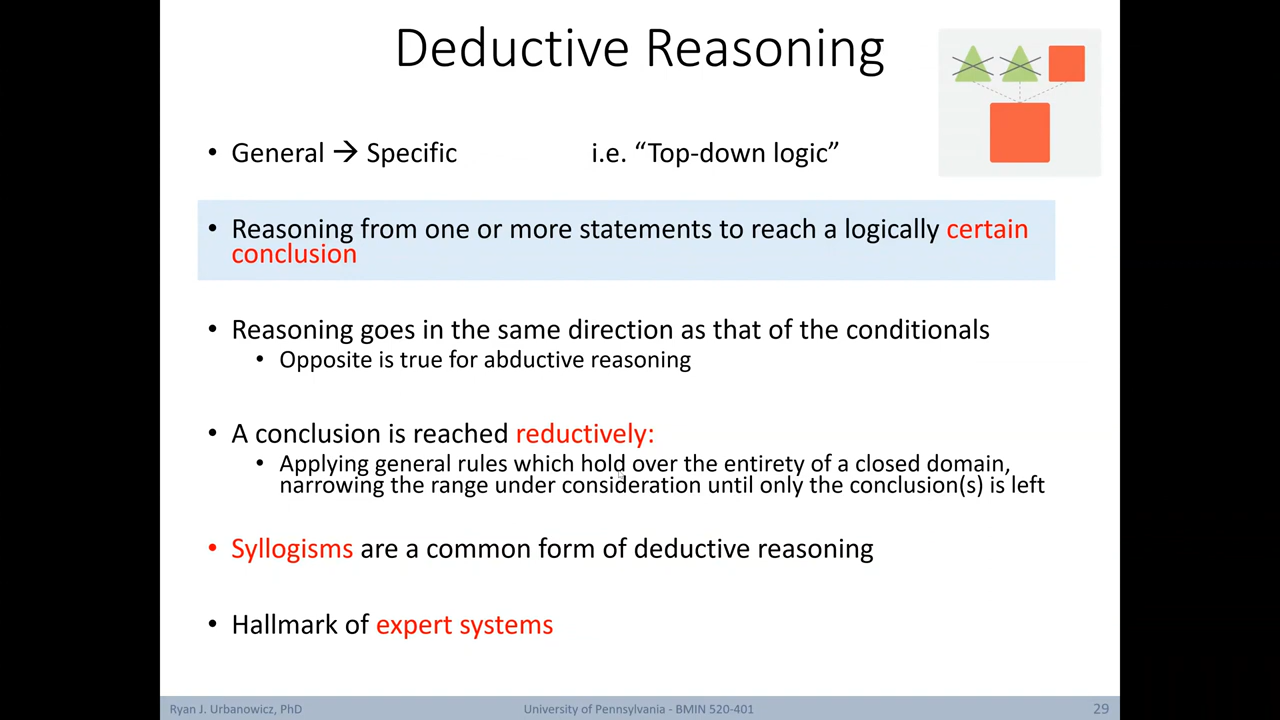 Deductive Reasoning
• General → Specific i.e. “Top-down logic”
• Reasoning from one or more statements to reach a logically certain
conclusion
• Reasoning goes in the same direction as that of the conditionals
• Opposite is true for abductive reasoning
• A conclusion is reached reductively:
• Applying general rules which hold over the entirety of a closed domain,
narrowing the range under consideration until only the conclusion(s) is left
• Syllogisms are a common form of deductive reasoning
• Hallmark of expert systems
Ryan J. Urbanowicz, PhD University of Pennsylvania - BMIN 520-401 29